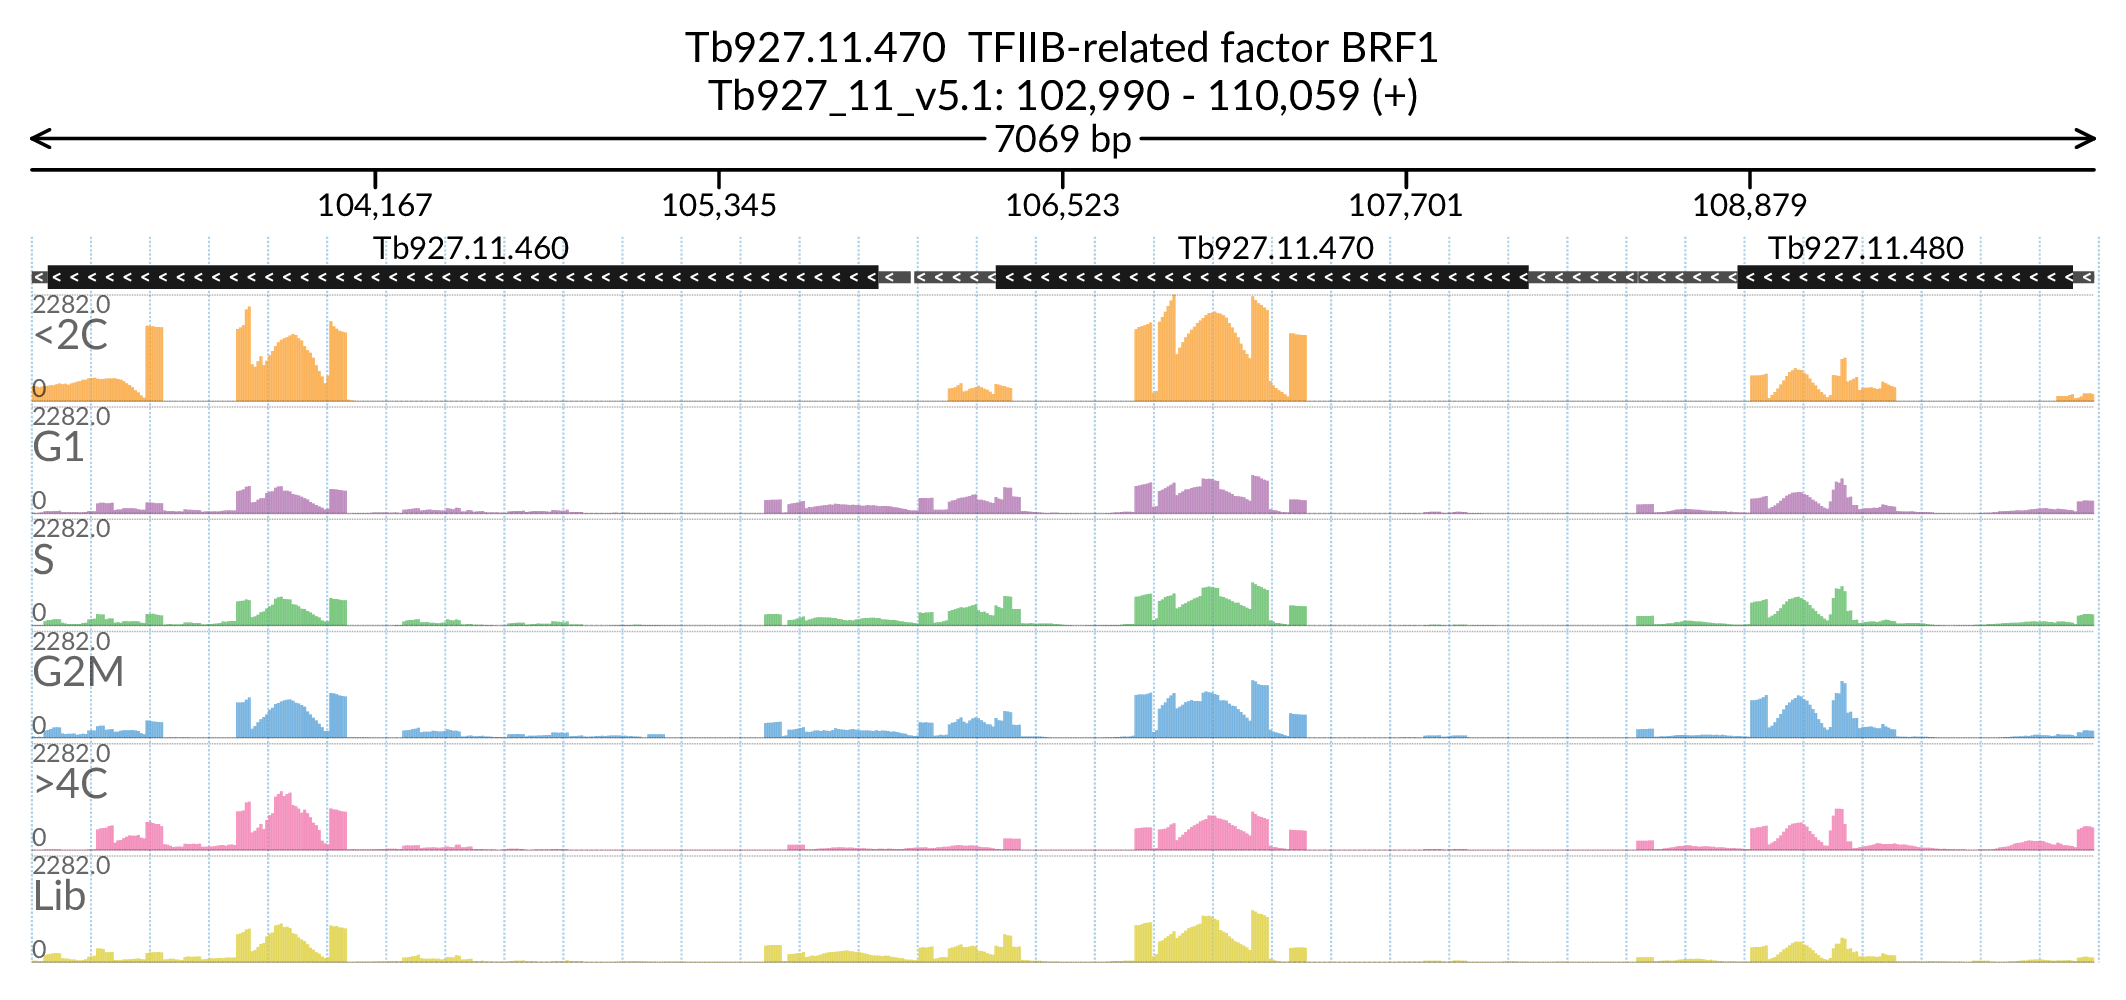 Tb927.11.470  TFIIB-related factor BRF1
Tb927_11_v5.1: 102,990 - 110,059 (+)
7069 bp
104,167 105,345 106,523 107,701 108,879
Tb927.11.460 Tb927.11.470 Tb927.11.480
2282.0
<2C
0
2282.0
G1
0
2282.0
S
0
2282.0
G2M
0
2282.0
>4C
0
2282.0
Lib
0